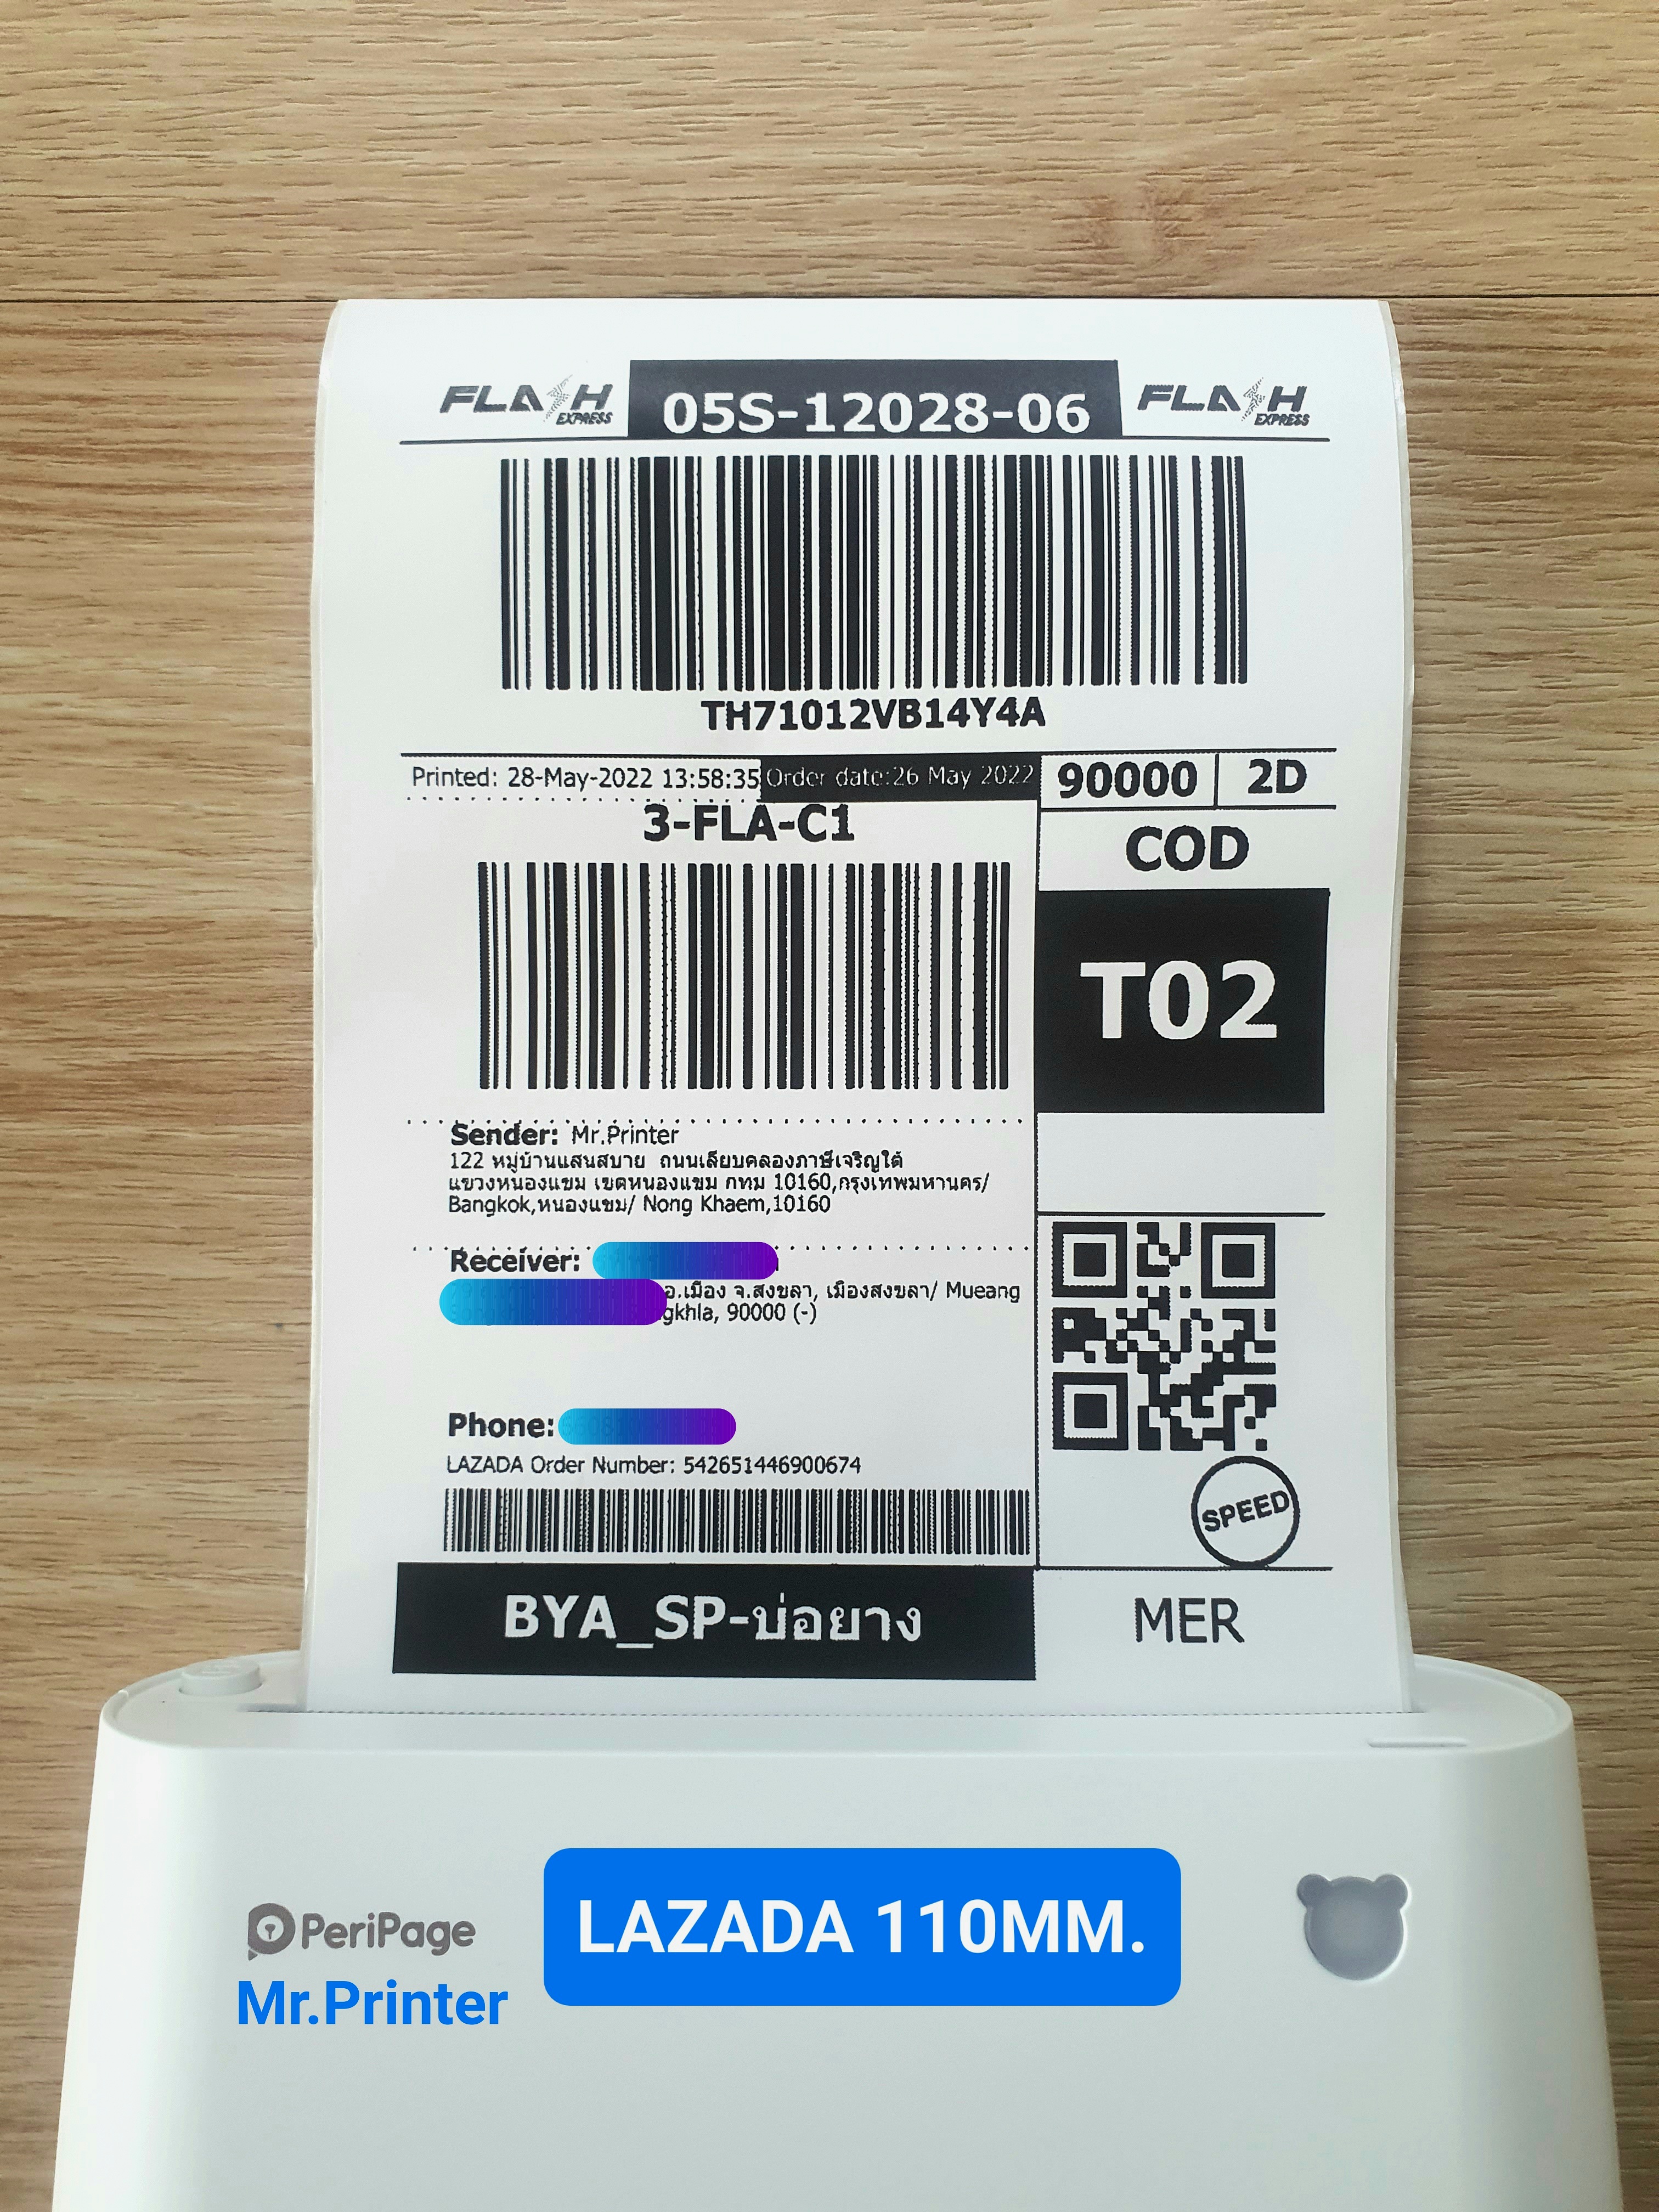 FLASH EXPRESS
05S-12028-06
FLASH EXPRESS
TH71012VB14Y4A
Printed: 28-May-2022 13:58:35
Order date:26 May 2022
90000
2D
3-FLA-C1
COD
T02
Sender: Mr.Printer
122 หมู่บ้านแสนสบาย ถนนเลียบคลองภาษีเจริญใต้
แขวงหนองแขม เขตหนองแขม กทม 10160,กรุงเทพมหานคร/
Bangkok,หนองแขม/ Nong Khaem,10160
Receiver:
อ.เมือง จ.สงขลา, เมืองสงขลา/ Mueang
gkhla, 90000 (-)
Phone:
LAZADA Order Number: 542651446900674
SPEED
BYA_SP-บ่อยาง
MER
PeriPage
LAZADA 110MM.
Mr.Printer